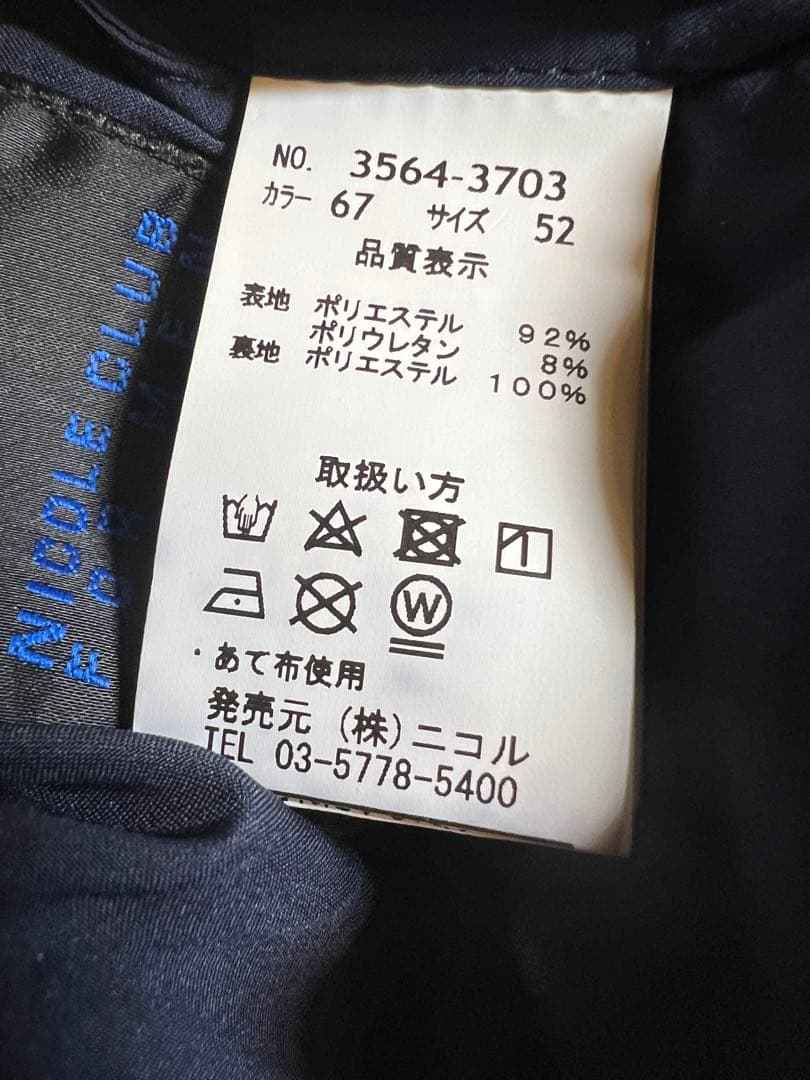 NO. 3564-3703
カラー 67 サイズ 52
品質表示
表地 ポリエステル 92%
ポリウレタン 8%
裏地 ポリエステル 100%
取扱い方
W
・あて布使用
発売元 (株)ニコル
TEL 03-5778-5400
NICOLE CLUB
FOR MEN